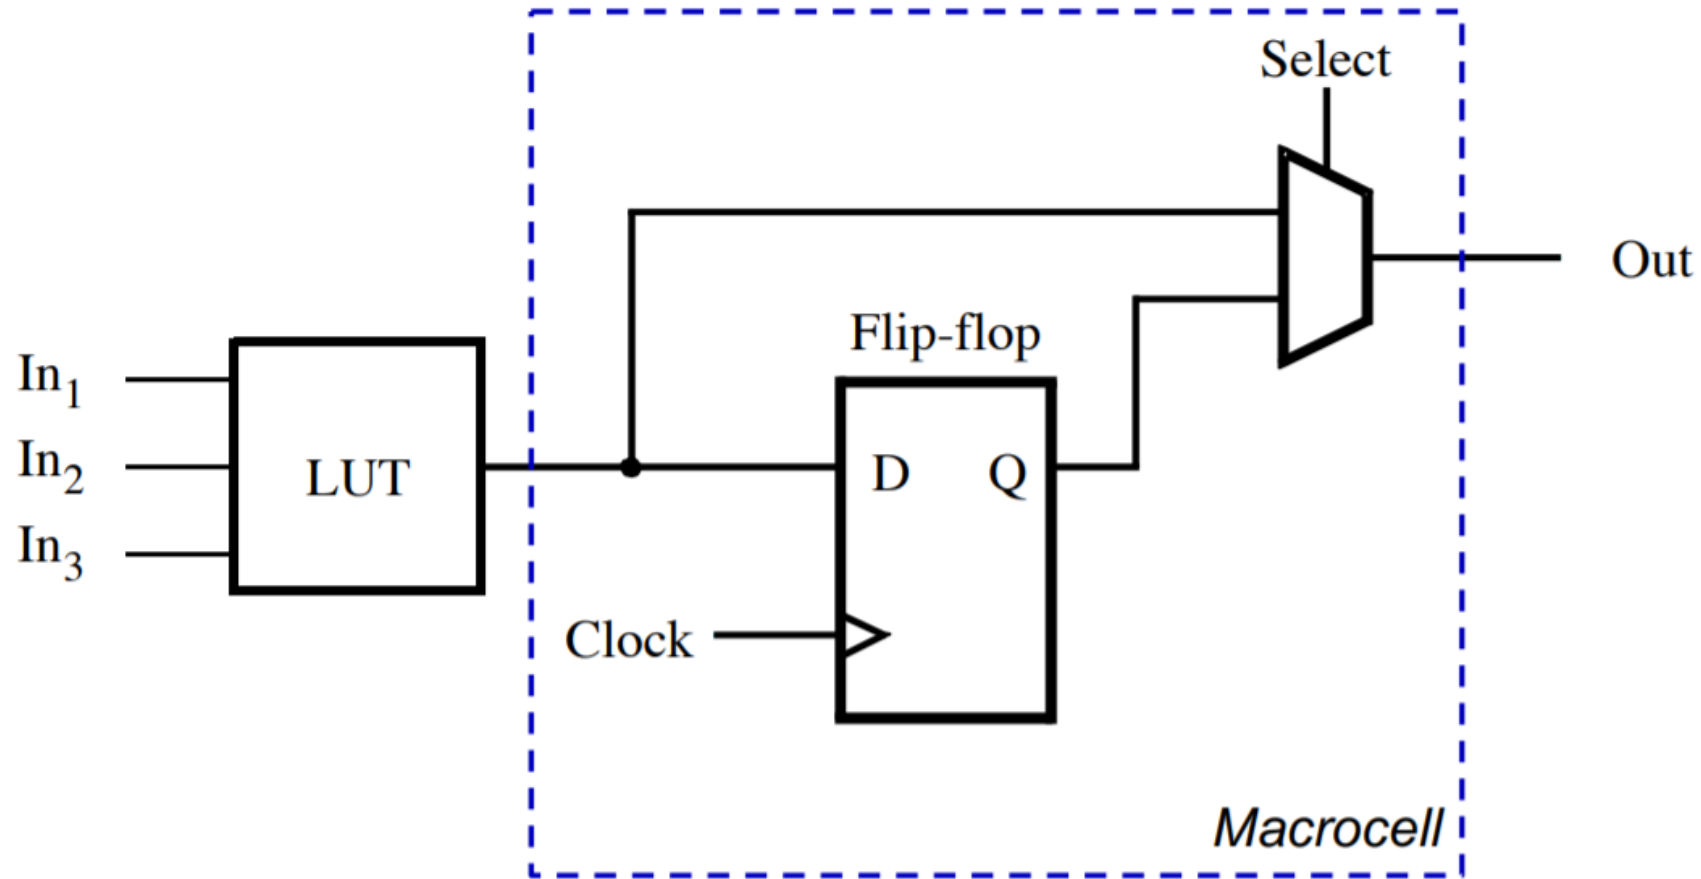 Select
Out
Flip-flop
In1
In2
In3
LUT
D Q
Clock
Macrocell